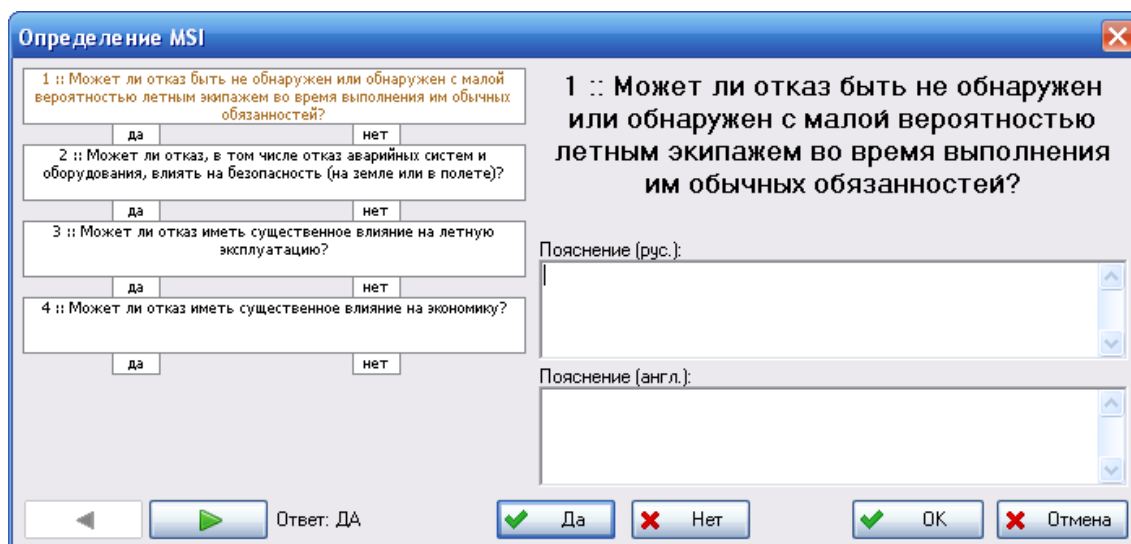 Определение MSI
1 :: Может ли отказ быть не обнаружен или обнаружен с малой
вероятностью летным экипажем во время выполнения им обычных
обязанностей?
да нет
2 :: Может ли отказ, в том числе отказ аварийных систем и
оборудования, влиять на безопасность (на земле или в полете)?
да нет
3 :: Может ли отказ иметь существенное влияние на летную
эксплуатацию?
да нет
4 :: Может ли отказ иметь существенное влияние на экономику?
да нет
1 :: Может ли отказ быть не обнаружен
или обнаружен с малой вероятностью
летным экипажем во время выполнения
им обычных обязанностей?
Пояснение (рус.):
Пояснение (англ.):
Ответ: ДА Да Нет OK Отмена